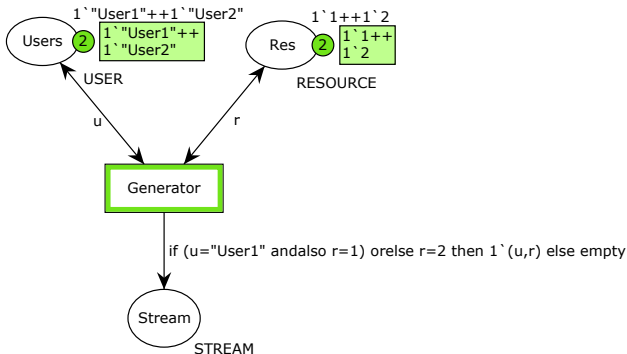 1`"User1"++1`"User2"
Users
2
1`"User1"++
1`"User2"
USER
1`1++1`2
Res
2
1`1++
1`2
RESOURCE
u
r
Generator
if (u="User1" andalso r=1) orelse r=2 then 1`(u,r) else empty
Stream
STREAM